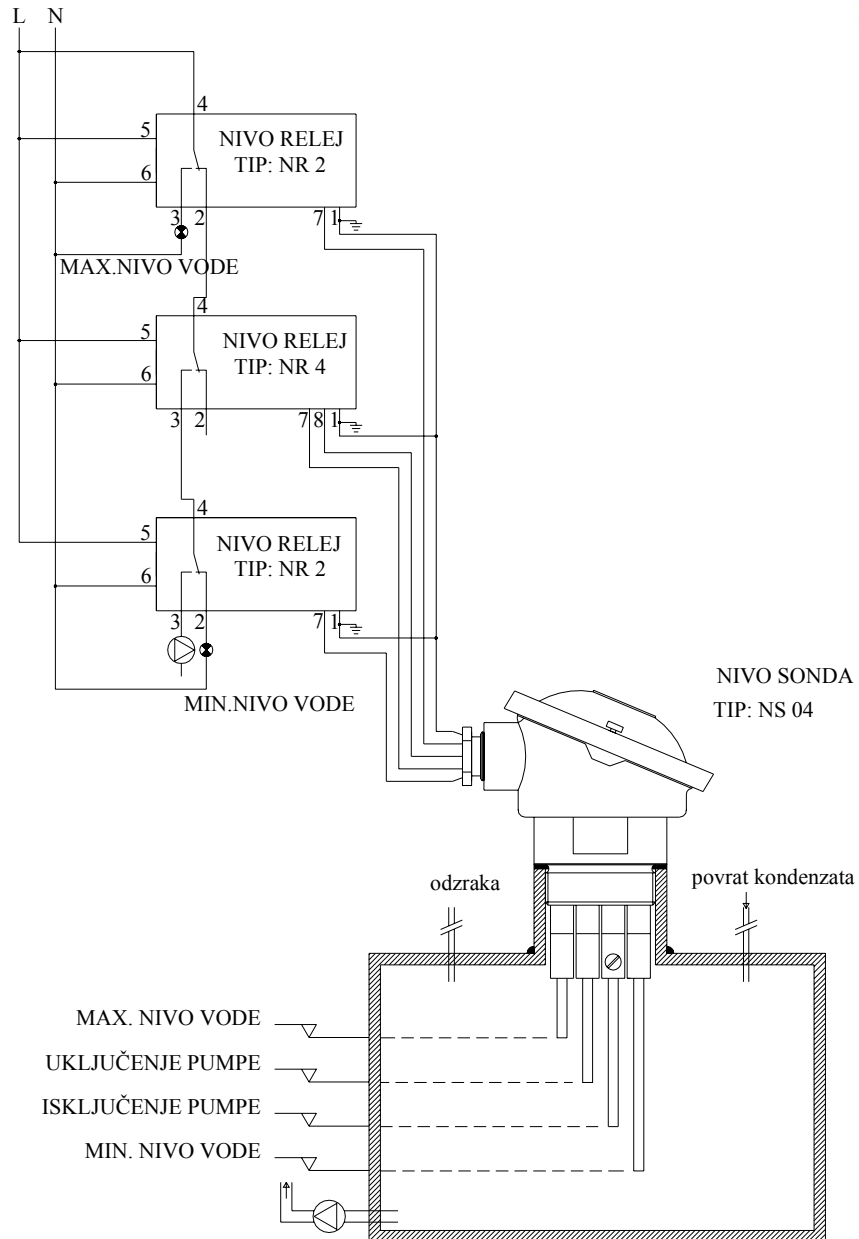 L N
4
5
NIVO RELEJ
TIP: NR 2
6
3 2
7 1
MAX.NIVO VODE
4
5
NIVO RELEJ
TIP: NR 4
6
3 2
7 8 1
4
5
NIVO RELEJ
TIP: NR 2
6
3 2
7 1
MIN.NIVO VODE
NIVO SONDA
TIP: NS 04
odzraka
povrat kondenzata
MAX. NIVO VODE
UKLJUČENJE PUMPE
ISKLJUČENJE PUMPE
MIN. NIVO VODE